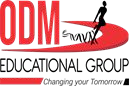 ODM
EDUCATIONAL GROUP
Changing your Tomorrow